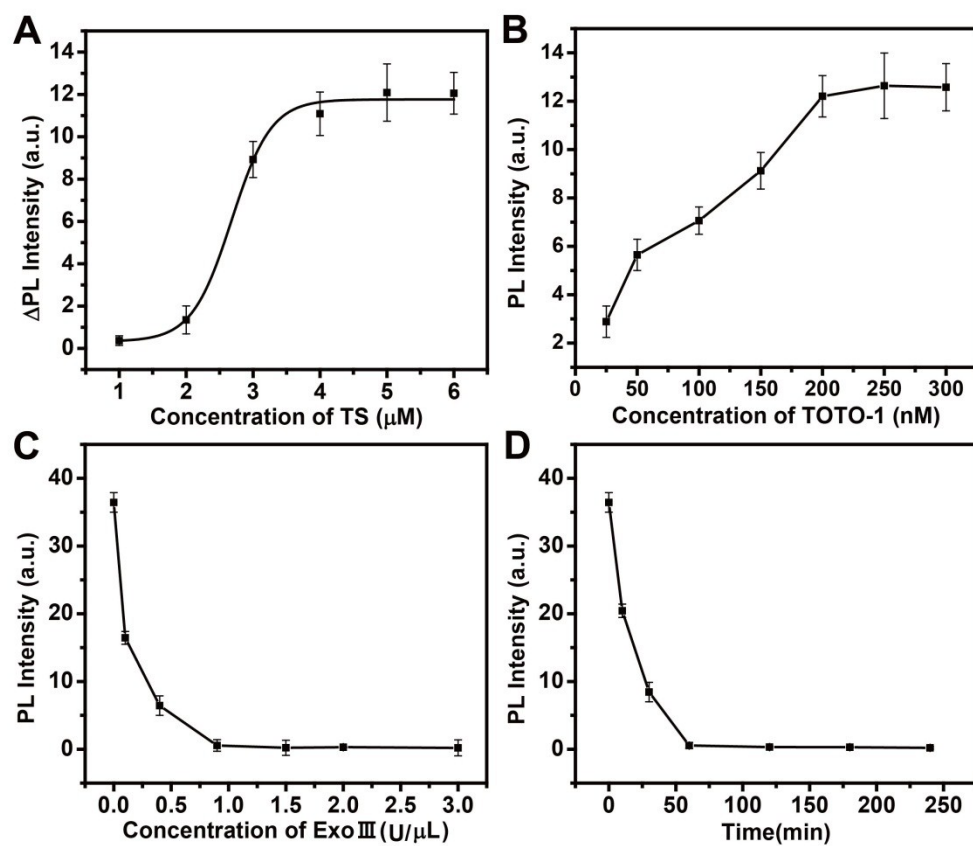 A
14
12
10
8
6
4
2
0
ΔPL Intensity (a.u.)
1 2 3 4 5 6
Concentration of TS (μM)
B
14
12
10
8
6
4
2
PL Intensity (a.u.)
0 50 100 150 200 250 300
Concentration of TOTO-1 (nM)
C
40
30
20
10
0
PL Intensity (a.u.)
0.0 0.5 1.0 1.5 2.0 2.5 3.0
Concentration of Exo Ⅲ (U/μL)
D
40
30
20
10
0
PL Intensity (a.u.)
0 50 100 150 200 250
Time(min)